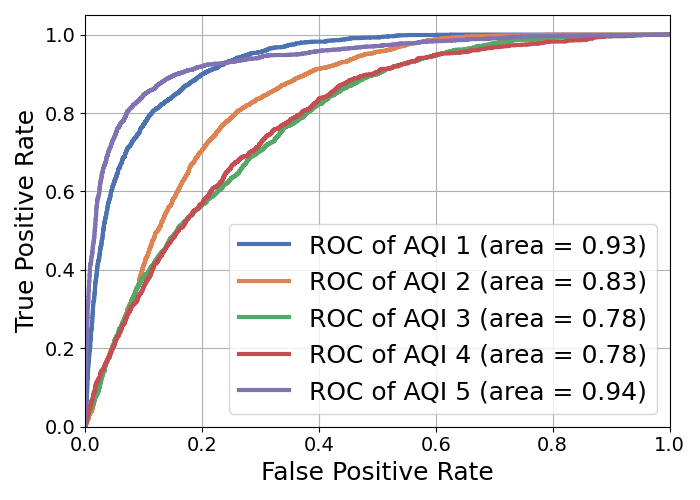 1.0
0.8
0.6
0.4
0.2
0.0
True Positive Rate
ROC of AQI 1 (area = 0.93)
ROC of AQI 2 (area = 0.83)
ROC of AQI 3 (area = 0.78)
ROC of AQI 4 (area = 0.78)
ROC of AQI 5 (area = 0.94)
0.0 0.2 0.4 0.6 0.8 1.0
False Positive Rate